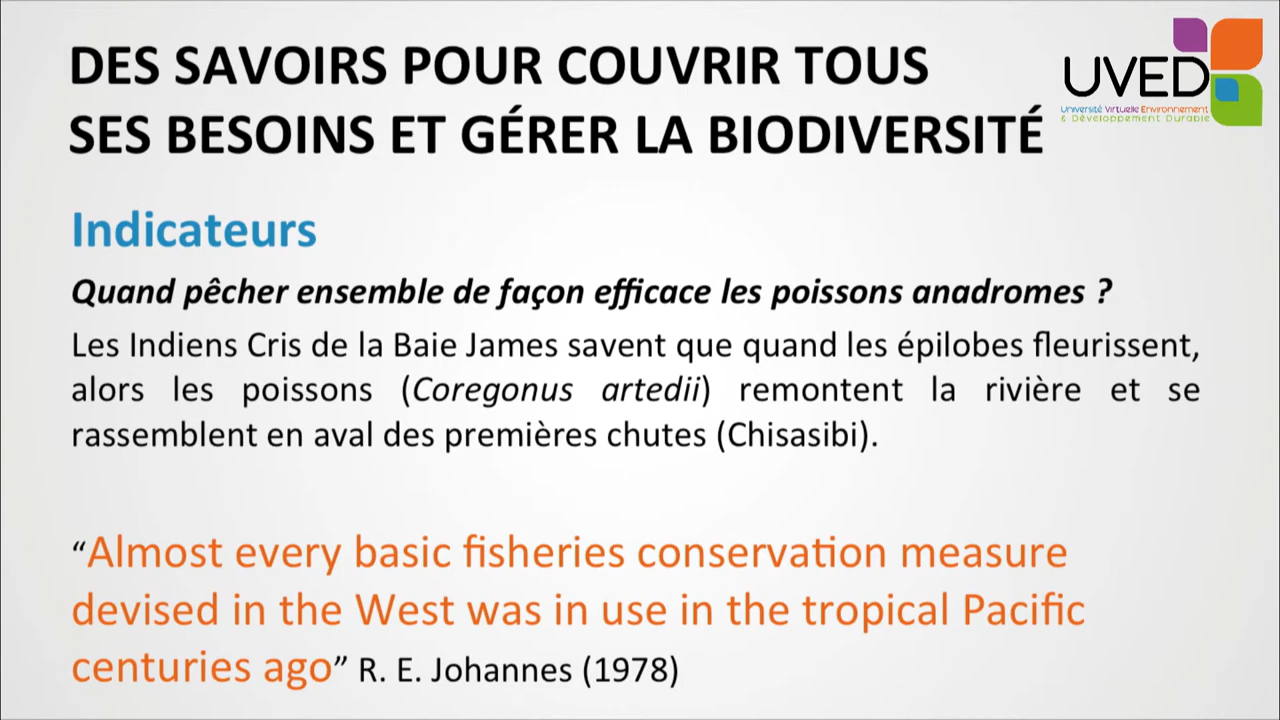 DES SAVOIRS POUR COUVRIR TOUS
SES BESOINS ET GÉRER LA BIODIVERSITÉ
UVED
Université Virtuelle Environnement
& Développement Durable
Indicateurs
Quand pêcher ensemble de façon efficace les poissons anadromes ?
Les Indiens Cris de la Baie James savent que quand les épilobes fleurissent,
alors les poissons (Coregonus artedii) remontent la rivière et se
rassemblent en aval des premières chutes (Chisasibi).
“Almost every basic fisheries conservation measure
devised in the West was in use in the tropical Pacific
centuries ago” R. E. Johannes (1978)